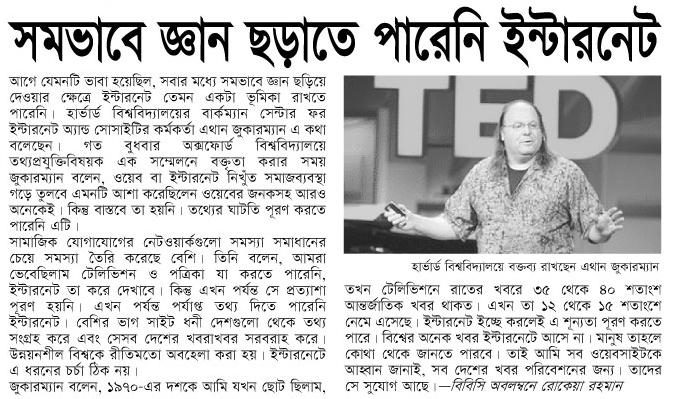 সমভাবে জ্ঞান ছড়াতে পারেনি ইন্টারনেট
আগে যেমনটি ভাবা হয়েছিল, সবার মধ্যে সমভাবে জ্ঞান ছড়িয়ে
দেওয়ার ক্ষেত্রে ইন্টারনেট তেমন একটা ভূমিকা রাখতে
পারেনি। হার্ভার্ড বিশ্ববিদ্যালয়ের বার্কম্যান সেন্টার ফর
ইন্টারনেট অ্যান্ড সোসাইটির কর্মকর্তা এথান জুকারম্যান এ কথা
বলেছেন। গত বুধবার অক্সফোর্ড বিশ্ববিদ্যালয়ে
তথ্যপ্রযুক্তিবিষয়ক এক সম্মেলনে বক্তৃতা করার সময়
জুকারম্যান বলেন, ওয়েব বা ইন্টারনেট নিখুঁত সমাজব্যবস্থা
গড়ে তুলবে এমনটি আশা করেছিলেন ওয়েবের জনকসহ আরও
অনেকেই। কিন্তু বাস্তবে তা হয়নি। তথ্যের ঘাটতি পূরণ করতে
পারেনি এটি।
সামাজিক যোগাযোগের নেটওয়ার্কগুলো সমস্যা সমাধানের
চেয়ে সমস্যা তৈরি করেছে বেশি। তিনি বলেন, আমরা
ভেবেছিলাম টেলিভিশন ও পত্রিকা যা করতে পারেনি,
ইন্টারনেট তা করে দেখাবে। কিন্তু এখন পর্যন্ত সে প্রত্যাশা
পূরণ হয়নি। এখন পর্যন্ত পর্যাপ্ত তথ্য দিতে পারেনি
ইন্টারনেট। বেশির ভাগ সাইট ধনী দেশগুলো থেকে তথ্য
সংগ্রহ করে এবং সেসব দেশের খবরাখবর সরবরাহ করে।
উন্নয়নশীল বিশ্বকে রীতিমতো অবহেলা করা হয়। ইন্টারনেটে
এ ধরনের চর্চা ঠিক নয়।
জুকারম্যান বলেন, ১৯৭০-এর দশকে আমি যখন ছোট ছিলাম,
TED
হার্ভার্ড বিশ্ববিদ্যালয়ে বক্তব্য রাখছেন এথান জুকারম্যান
তখন টেলিভিশনে রাতের খবরে ৩৫ থেকে ৪০ শতাংশ
আন্তর্জাতিক খবর থাকত। এখন তা ১২ থেকে ১৫ শতাংশে
নেমে এসেছে। ইন্টারনেট ইচ্ছে করলেই এ শূন্যতা পূরণ করতে
পারে। বিশ্বের অনেক খবর ইন্টারনেটে আসে না। মানুষ তাহলে
কোথা থেকে জানতে পারবে। তাই আমি সব ওয়েবসাইটকে
আহ্বান জানাই, সব দেশের খবর পরিবেশনের জন্য। তাদের
সে সুযোগ আছে।—বিবিসি অবলম্বনে রোকেয়া রহমান